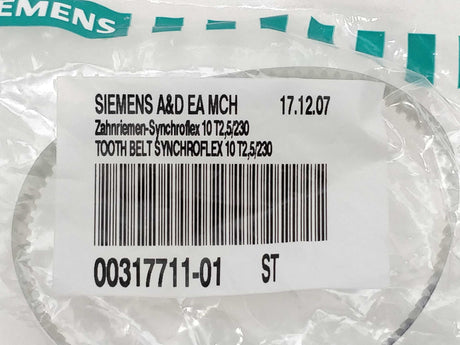 SIEMENS
SIEMENS A&D EA MCH 17.12.07
Zahnriemen-Synchroflex 10 T2,5/230
TOOTH BELT SYNCHROFLEX 10 T2,5/230
00317711-01 ST